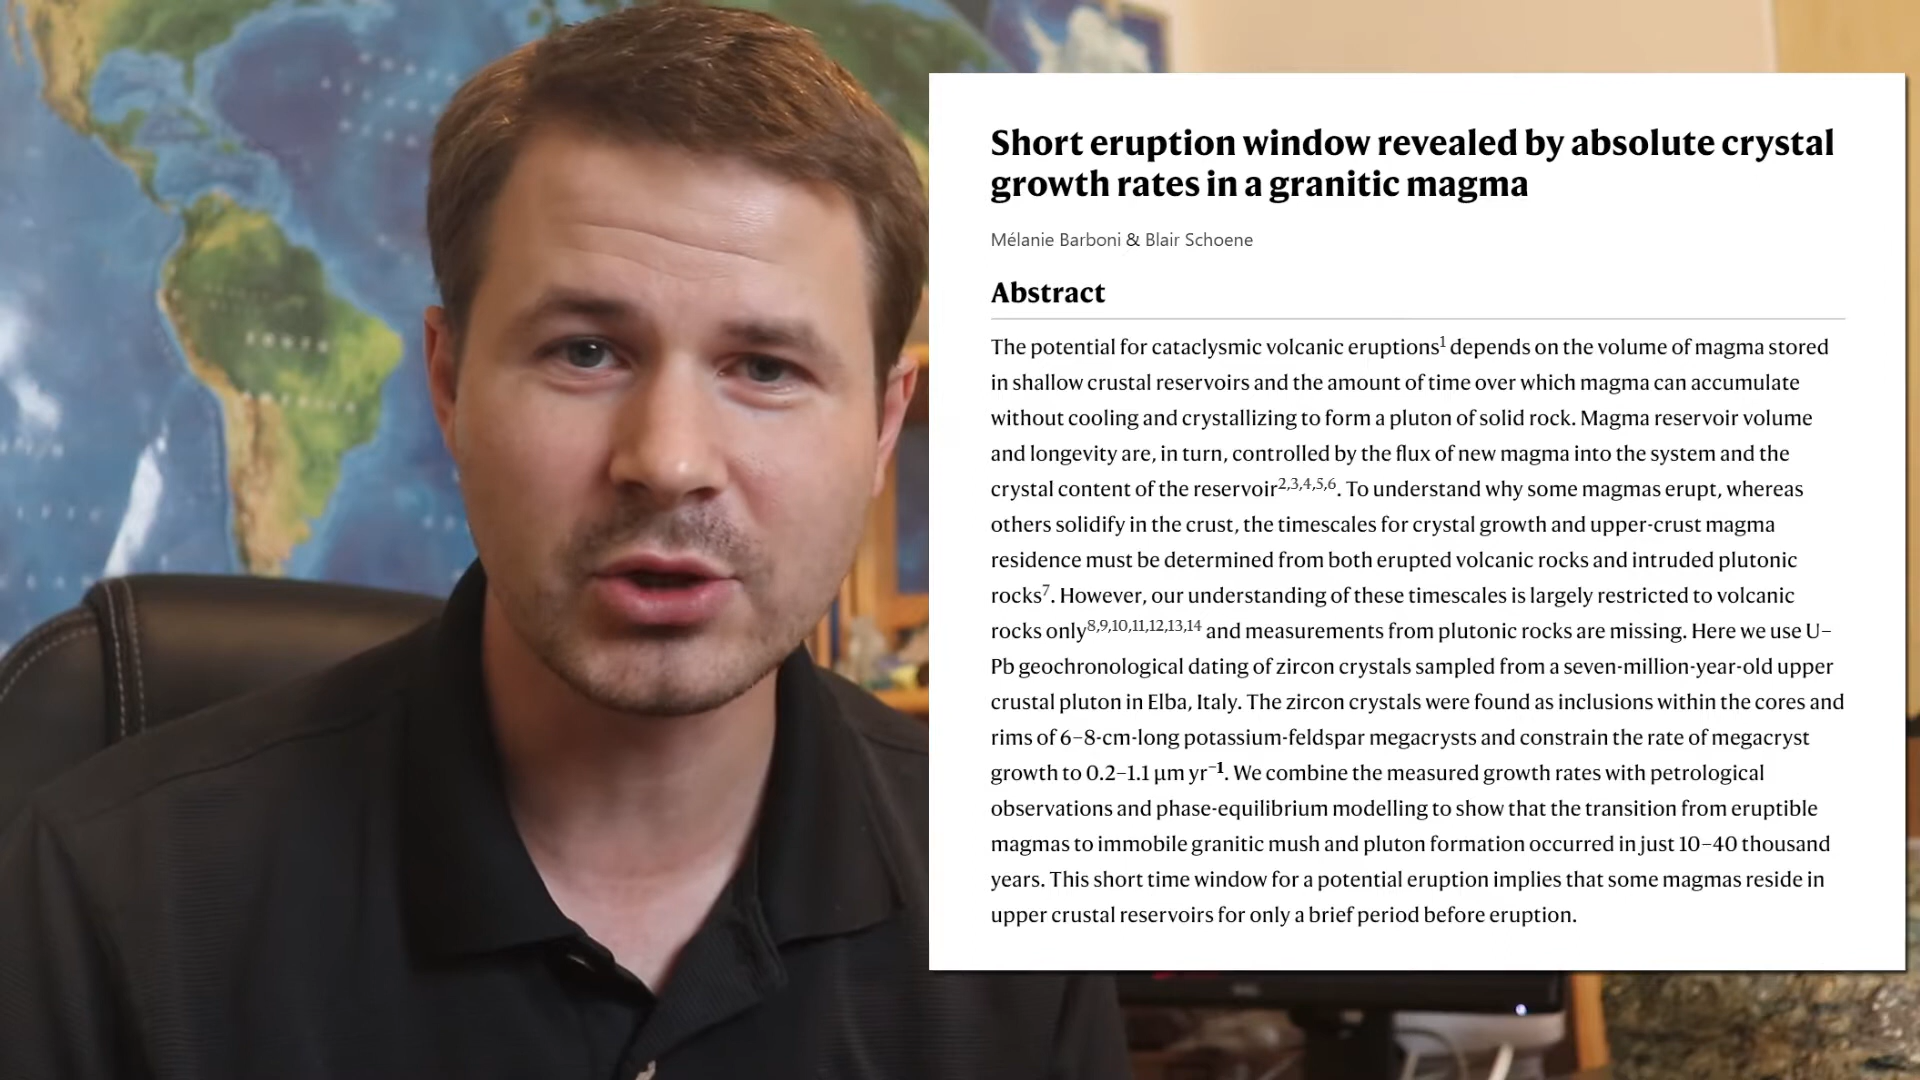 Short eruption window revealed by absolute crystal
growth rates in a granitic magma
Mélanie Barboni & Blair Schoene
Abstract
The potential for cataclysmic volcanic eruptions¹ depends on the volume of magma stored
in shallow crustal reservoirs and the amount of time over which magma can accumulate
without cooling and crystallizing to form a pluton of solid rock. Magma reservoir volume
and longevity are, in turn, controlled by the flux of new magma into the system and the
crystal content of the reservoir²,³,⁴,⁵,⁶. To understand why some magmas erupt, whereas
others solidify in the crust, the timescales for crystal growth and upper-crust magma
residence must be determined from both erupted volcanic rocks and intruded plutonic
rocks⁷. However, our understanding of these timescales is largely restricted to volcanic
rocks only⁸,⁹,¹⁰,¹¹,¹²,¹³,¹⁴ and measurements from plutonic rocks are missing. Here we use U–
Pb geochronological dating of zircon crystals sampled from a seven-million-year-old upper
crustal pluton in Elba, Italy. The zircon crystals were found as inclusions within the cores and
rims of 6–8-cm-long potassium-feldspar megacrysts and constrain the rate of megacryst
growth to 0.2–1.1 μm yr⁻¹. We combine the measured growth rates with petrological
observations and phase-equilibrium modelling to show that the transition from eruptible
magmas to immobile granitic mush and pluton formation occurred in just 10–40 thousand
years. This short time window for a potential eruption implies that some magmas reside in
upper crustal reservoirs for only a brief period before eruption.